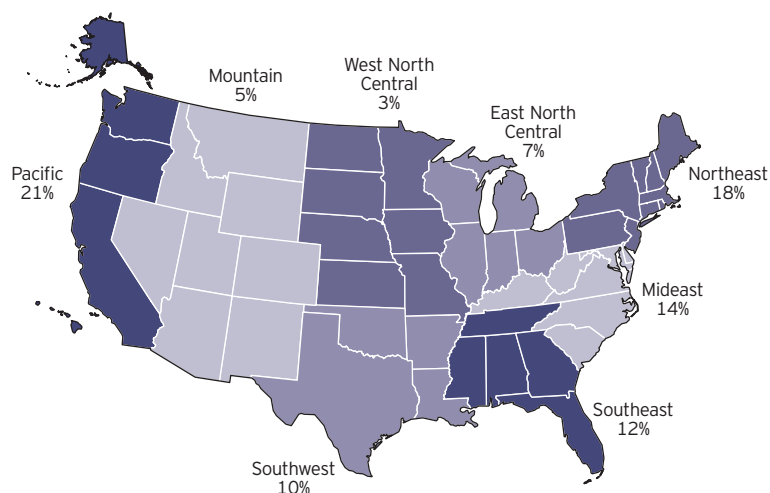 Mountain
5%
West North
Central
3%
East North
Central
7%
Pacific
21%
Northeast
18%
Mideast
14%
Southeast
12%
Southwest
10%